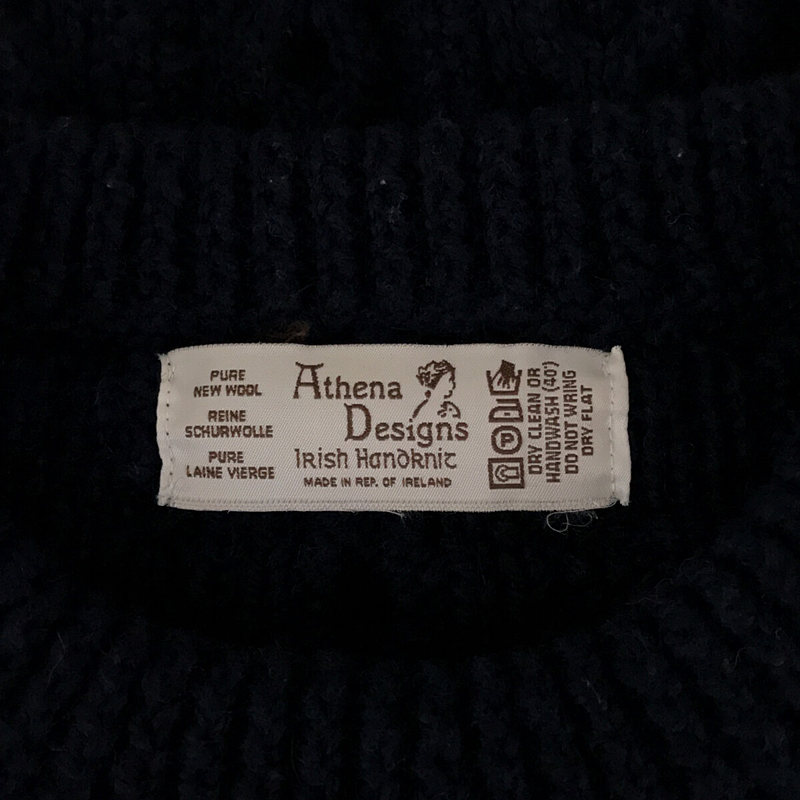 PURE
NEW WOOL
REINE
SCHURWOLLE
PURE
LAINE VIERGE
Athena
Designs
Irish Handknit
MADE IN REP. OF IRELAND
P
DRY CLEAN OR
HANDWASH (40°)
DO NOT WRING
DRY FLAT